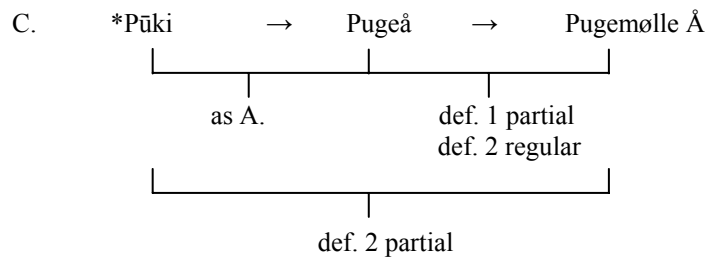 C. *Pūki → Pugeå → Pugemølle Å
as A. def. 1 partial
def. 2 regular
def. 2 partial